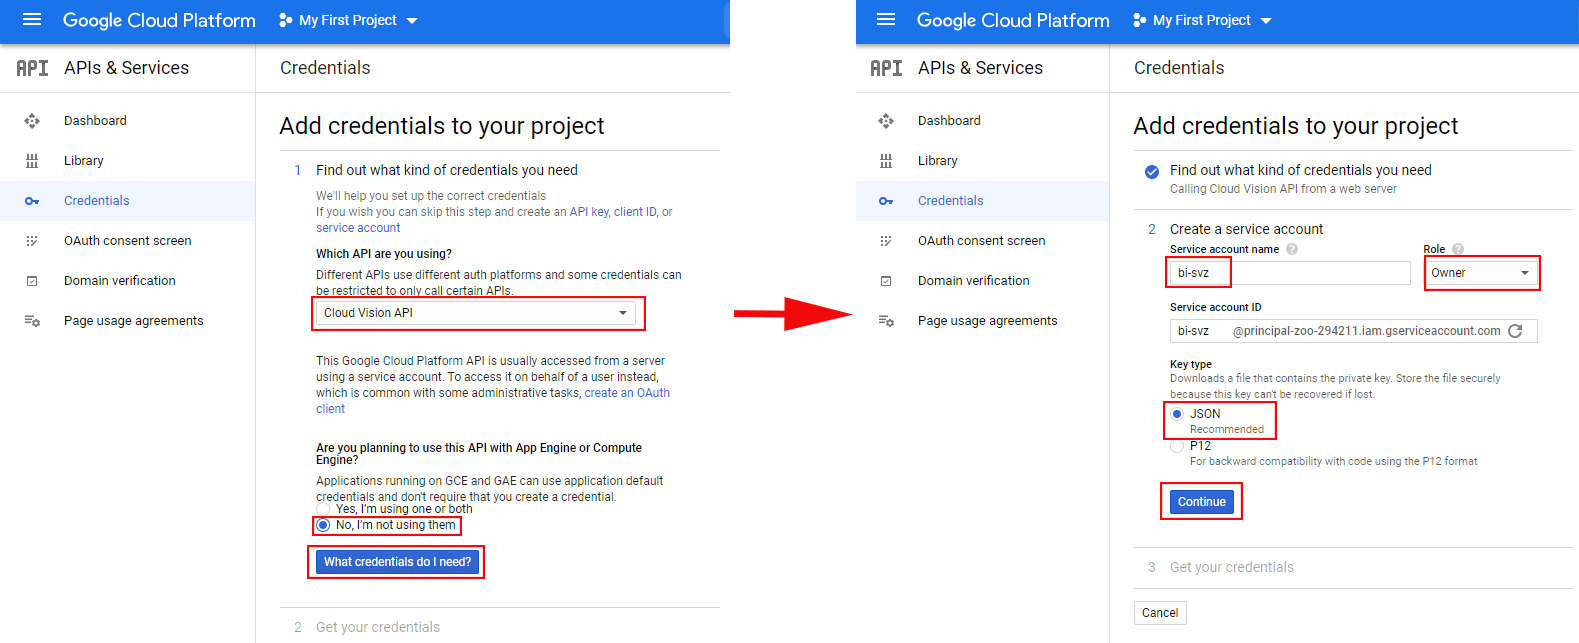 Google Cloud Platform
My First Project
API
APIs & Services
Credentials
Dashboard
Library
Credentials
OAuth consent screen
Domain verification
Page usage agreements
Add credentials to your project
1 Find out what kind of credentials you need
We'll help you set up the correct credentials
If you wish you can skip this step and create an API key, client ID, or
service account
Which API are you using?
Different APIs use different auth platforms and some credentials can
be restricted to only call certain APIs.
Cloud Vision API
This Google Cloud Platform API is usually accessed from a server
using a service account. To access it on behalf of a user instead,
which is common with some administrative tasks, create an OAuth
client
Are you planning to use this API with App Engine or Compute
Engine?
Applications running on GCE and GAE can use application default
credentials and don't require that you create a credential.
Yes, I'm using one or both
No, I'm not using them
What credentials do I need?
2 Get your credentials
Google Cloud Platform
My First Project
API
APIs & Services
Credentials
Dashboard
Library
Credentials
OAuth consent screen
Domain verification
Page usage agreements
Add credentials to your project
Find out what kind of credentials you need
Calling Cloud Vision API from a web server
2 Create a service account
Service account name ? Role ?
bi-svz Owner
Service account ID
bi-svz @principal-zoo-294211.iam.gserviceaccount.com
Key type
Downloads a file that contains the private key. Store the file securely
because this key can't be recovered if lost.
JSON
Recommended
P12
For backward compatibility with code using the P12 format
Continue
3 Get your credentials
Cancel